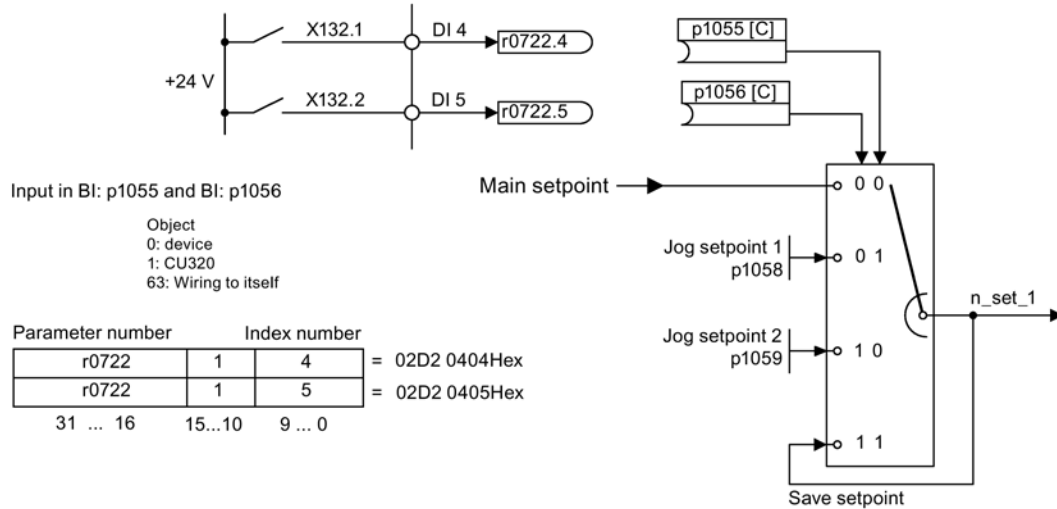 X132.1 DI 4 r0722.4
+24 V
X132.2 DI 5 r0722.5
p1055 [C]
p1056 [C]
Input in BI: p1055 and BI: p1056
Object
0: device
1: CU320
63: Wiring to itself
Parameter number Index number
r0722 1 4 = 02D2 0404Hex
r0722 1 5 = 02D2 0405Hex
31 ... 16 15...10 9 ... 0
Main setpoint 0 0
Jog setpoint 1
p1058
0 1
n_set_1
Jog setpoint 2
p1059
1 0
1 1
Save setpoint